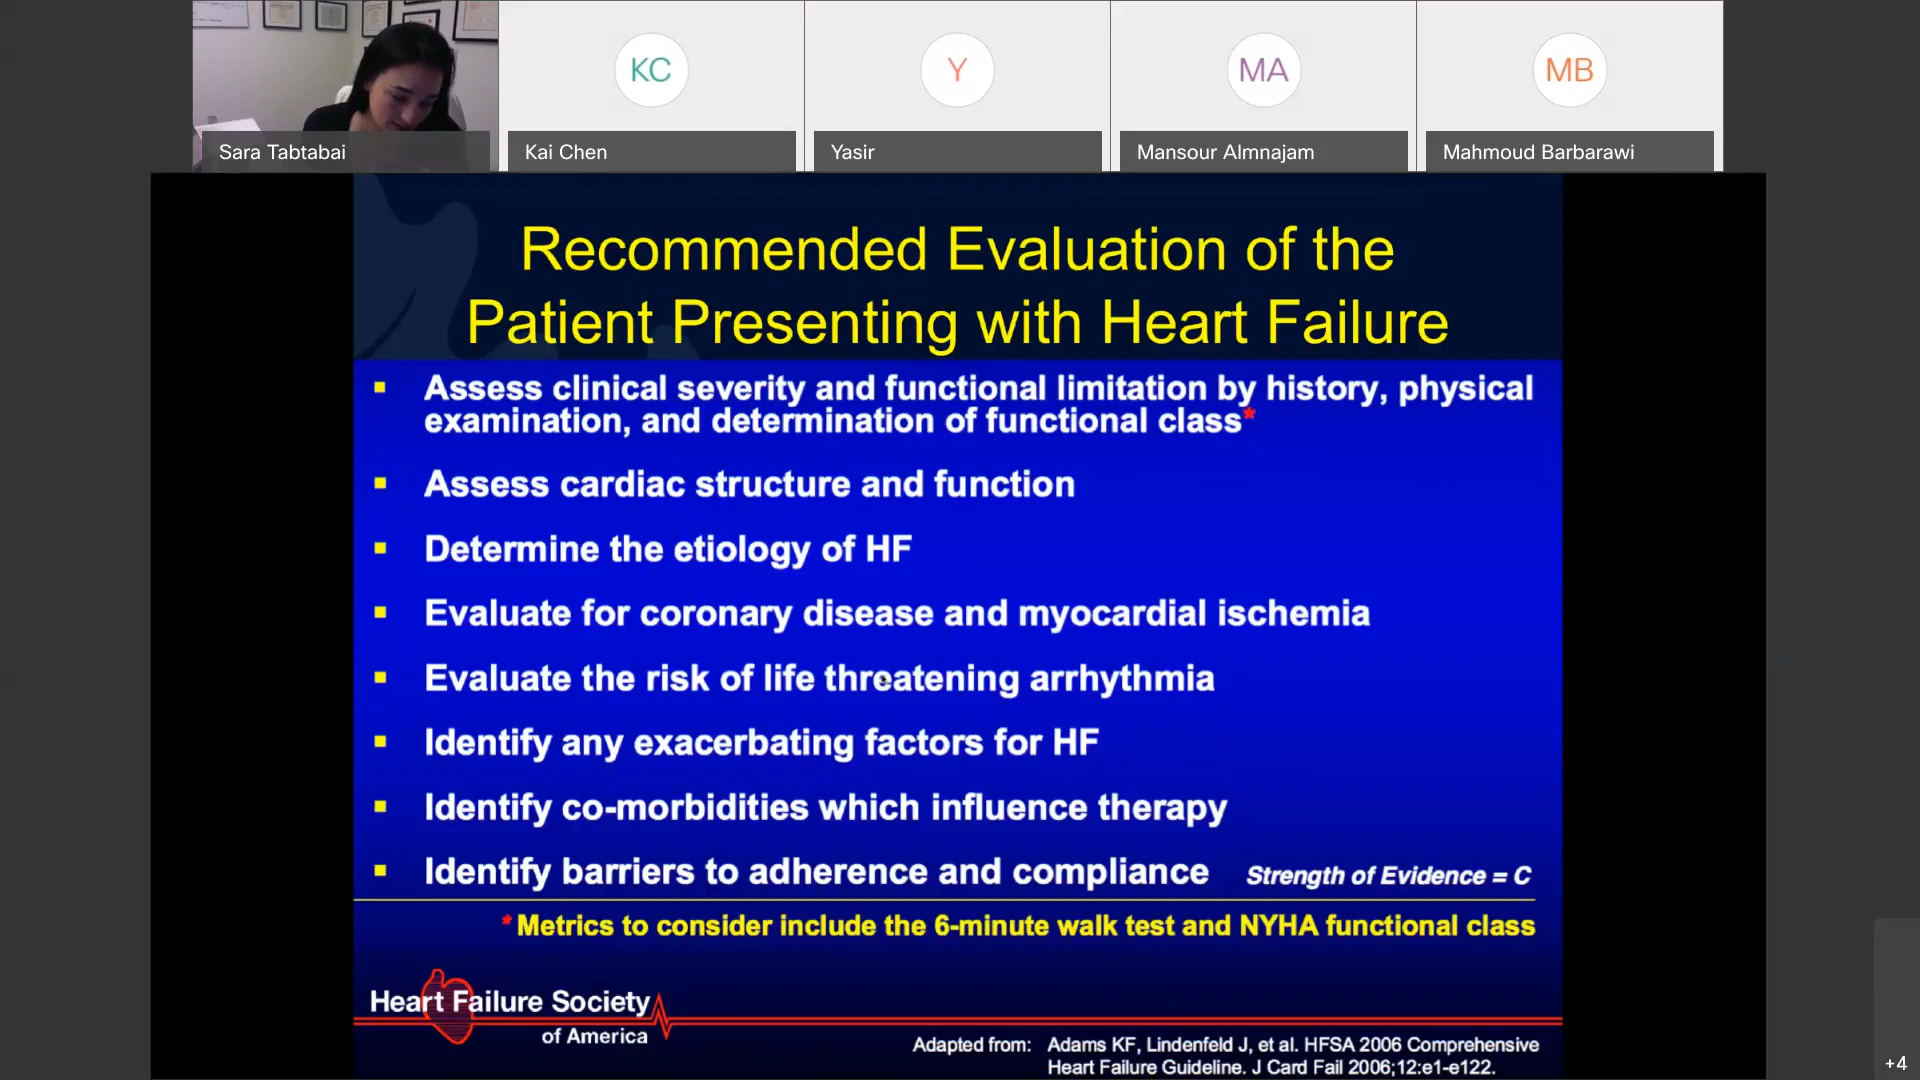 KC
Y
MA
MB
Sara Tabtabai
Kai Chen
Yasir
Mansour Almnajam
Mahmoud Barbarawi
Recommended Evaluation of the
Patient Presenting with Heart Failure
▪ Assess clinical severity and functional limitation by history, physical
examination, and determination of functional class*
▪ Assess cardiac structure and function
▪ Determine the etiology of HF
▪ Evaluate for coronary disease and myocardial ischemia
▪ Evaluate the risk of life threatening arrhythmia
▪ Identify any exacerbating factors for HF
▪ Identify co-morbidities which influence therapy
▪ Identify barriers to adherence and compliance Strength of Evidence = C
* Metrics to consider include the 6-minute walk test and NYHA functional class
Heart Failure Society
of America
Adapted from: Adams KF, Lindenfeld J, et al. HFSA 2006 Comprehensive
Heart Failure Guideline. J Card Fail 2006;12:e1-e122.
+4